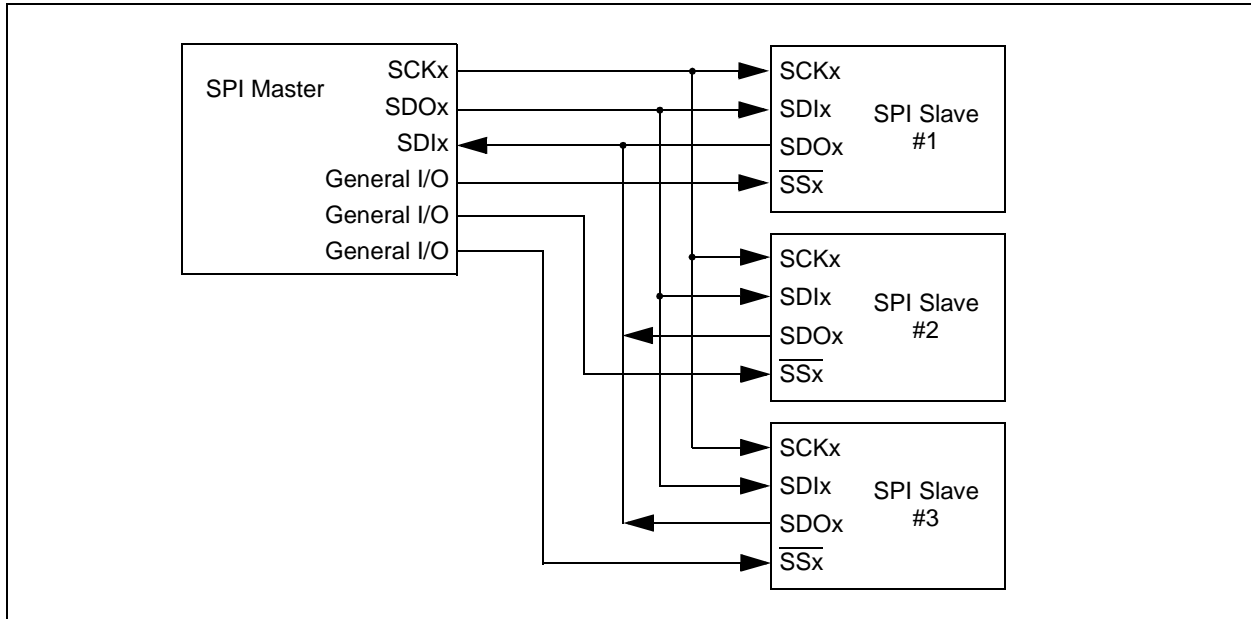 SPI Master
SCKx
SDOx
SDIx
General I/O
General I/O
General I/O
SCKx
SDIx
SDOx
SSx
SPI Slave
#1
SCKx
SDIx
SDOx
SSx
SPI Slave
#2
SCKx
SDIx
SDOx
SSx
SPI Slave
#3